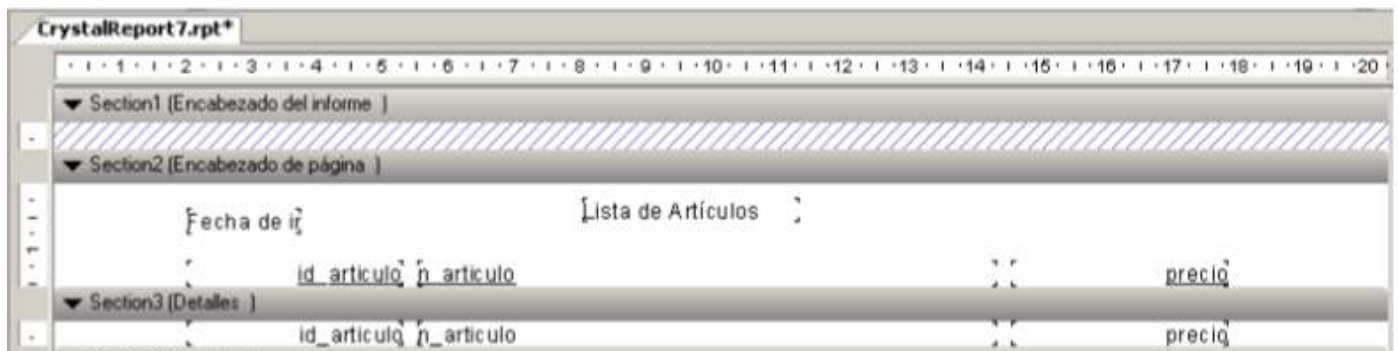 CrystalReport7.rpt*
1 2 3 4 5 6 7 8 9 10 11 12 13 14 15 16 17 18 19 20
Section1 (Encabezado del informe )
Section2 (Encabezado de página )
Lista de Artículos
Fecha de
1
id_articulo n_articulo precio
Section3 (Detalles )
id_articulo n_articulo precio